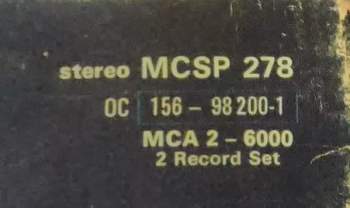 stereo MCSP 278
OC 156 – 98 200-1
MCA 2 – 6000
2 Record Set